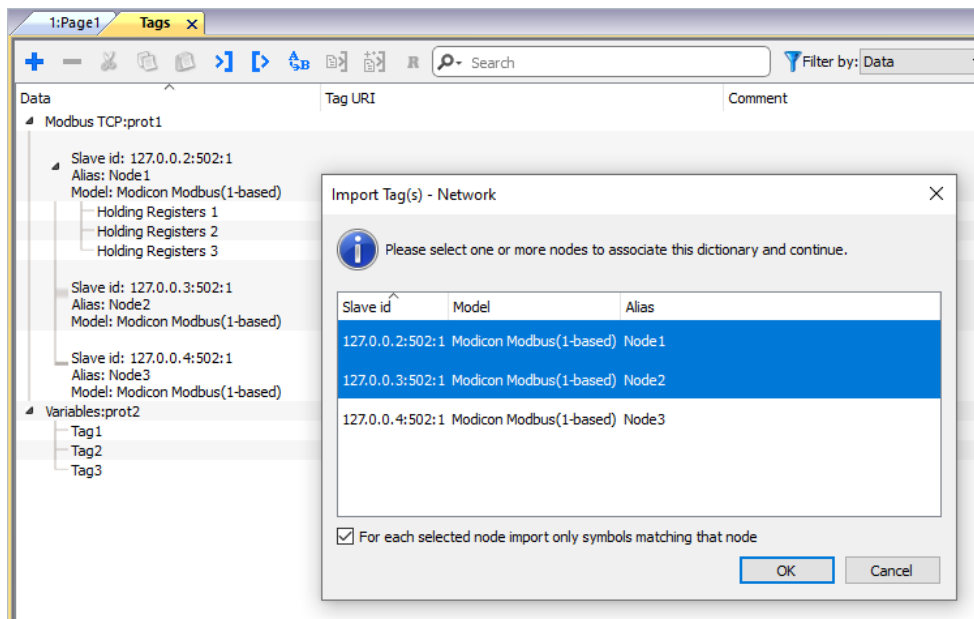 1:Page1 Tags
Search Filter by: Data
Data Tag URI Comment
Modbus TCP:prot1
Slave id: 127.0.0.2:502:1
Alias: Node1
Model: Modicon Modbus(1-based)
Holding Registers 1
Holding Registers 2
Holding Registers 3
Slave id: 127.0.0.3:502:1
Alias: Node2
Model: Modicon Modbus(1-based)
Slave id: 127.0.0.4:502:1
Alias: Node3
Model: Modicon Modbus(1-based)
Variables:prot2
Tag1
Tag2
Tag3
Import Tag(s) - Network
Please select one or more nodes to associate this dictionary and continue.
Slave id Model Alias
127.0.0.2:502:1 Modicon Modbus(1-based) Node1
127.0.0.3:502:1 Modicon Modbus(1-based) Node2
127.0.0.4:502:1 Modicon Modbus(1-based) Node3
For each selected node import only symbols matching that node
OK Cancel